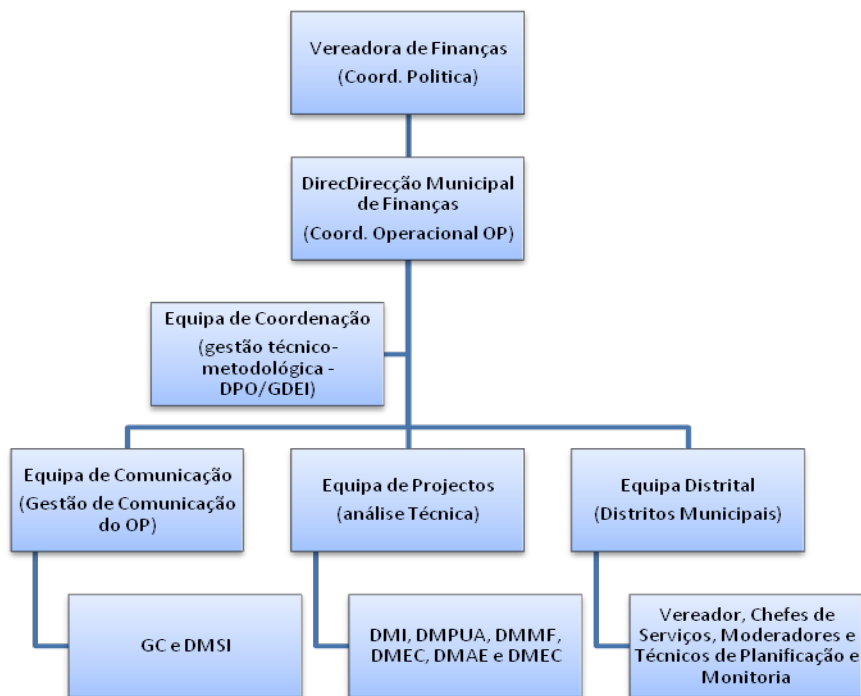 Vereadora de Finanças
(Coord. Politica)
DirecDirecção Municipal
de Finanças
(Coord. Operacional OP)
Equipa de Coordenação
(gestão técnico-
metodológica -
DPO/GDEI)
Equipa de Comunicação
(Gestão de Comunicação
do OP)
Equipa de Projectos
(análise Técnica)
Equipa Distrital
(Distritos Municipais)
GC e DMSI
DMI, DMPUA, DMMF,
DMEC, DMAE e DMEC
Vereador, Chefes de
Serviços, Moderadores e
Técnicos de Planificação e
Monitoria